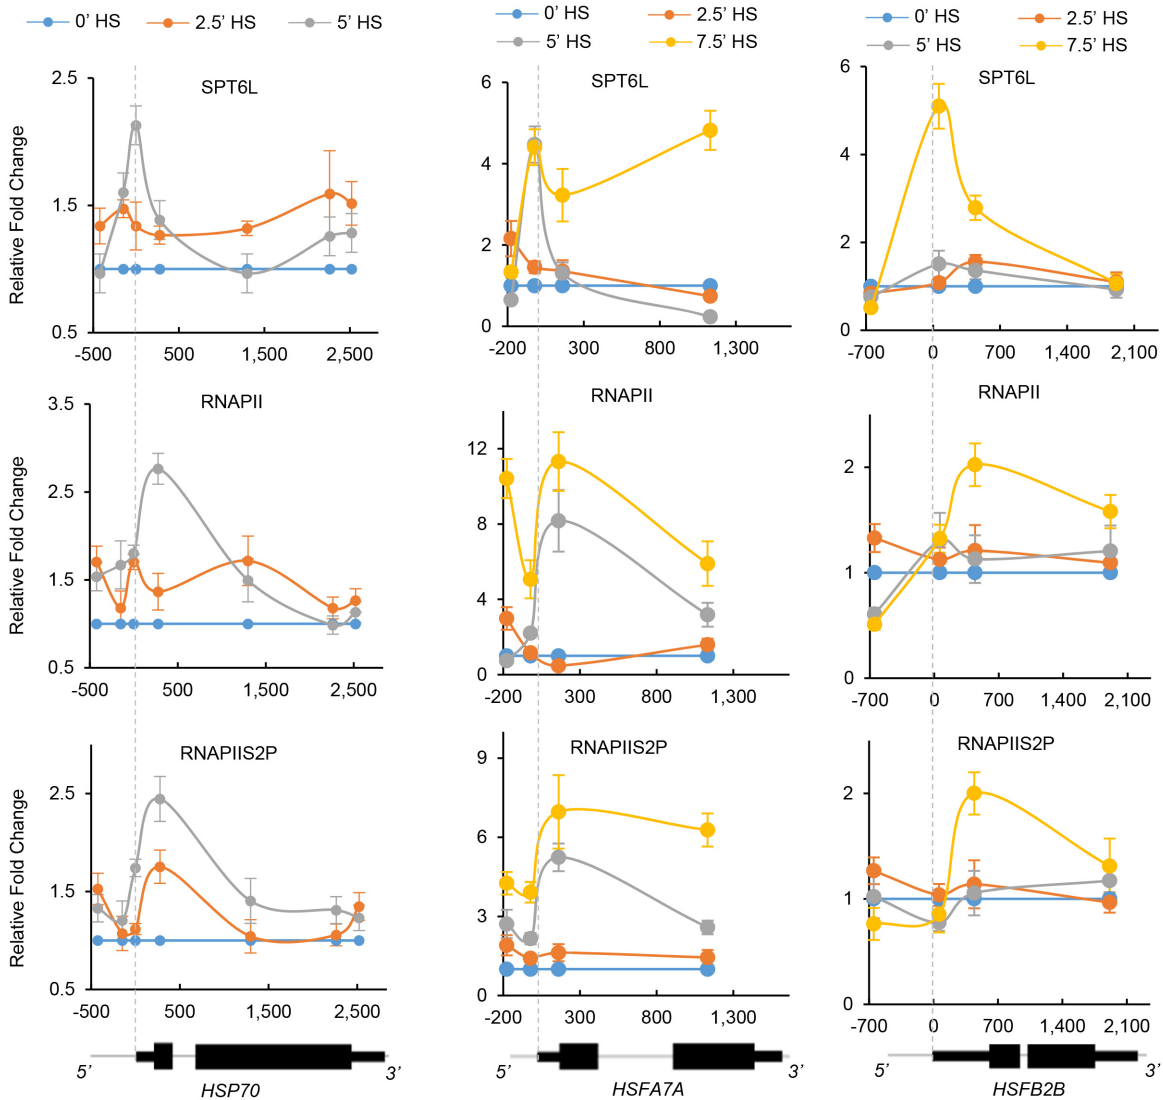 0’ HS 2.5’ HS 5’ HS
0’ HS 2.5’ HS
5’ HS 7.5’ HS
0’ HS 2.5’ HS
5’ HS 7.5’ HS
SPT6L
Relative Fold Change
2.5
1.5
0.5
-500 500 1,500 2,500
SPT6L
6
4
2
0
-200 300 800 1,300
SPT6L
6
4
2
0
-700 0 700 1,400 2,100
RNAPII
Relative Fold Change
3.5
2.5
1.5
0.5
-500 500 1,500 2,500
RNAPII
12
8
4
0
-200 300 800 1,300
RNAPII
2
1
0
-700 0 700 1,400 2,100
RNAPIIS2P
Relative Fold Change
2.5
1.5
0.5
-500 500 1,500 2,500
RNAPIIS2P
9
6
3
0
-200 300 800 1,300
RNAPIIS2P
2
1
0
-700 0 700 1,400 2,100
5’ 3’
HSP70
5’ 3’
HSFA7A
5’ 3’
HSFB2B